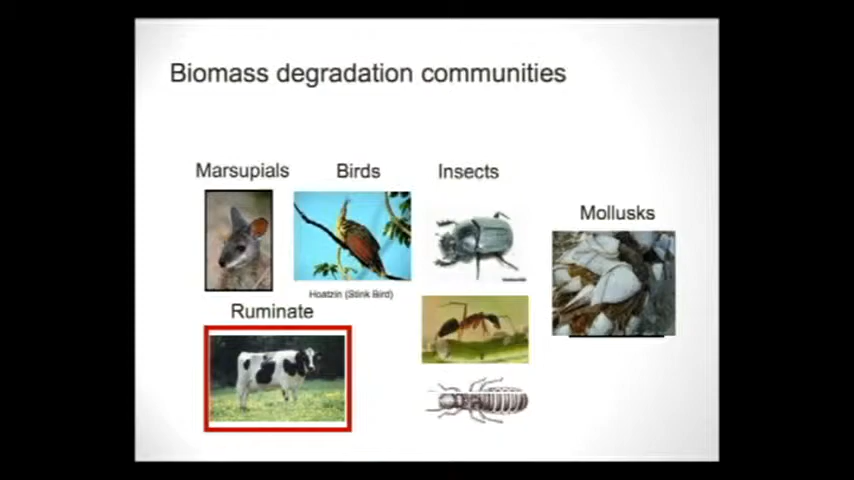 Biomass degradation communities
Marsupials
Birds
Insects
Mollusks
Hoatzin (Stink Bird)
Ruminate